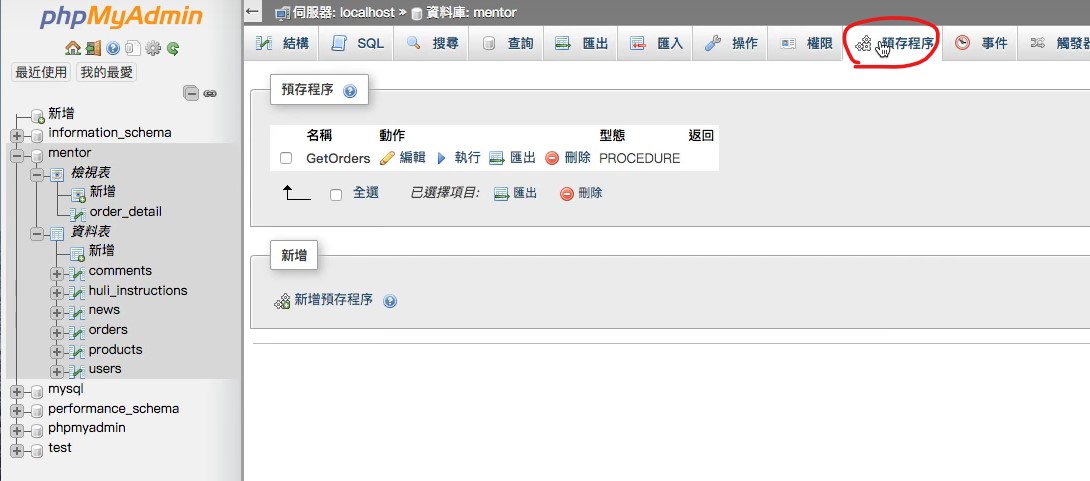 phpMyAdmin
最近使用 我的最愛
新增
information_schema
mentor
檢視表
新增
order_detail
資料表
新增
comments
huli_instructions
news
orders
products
users
mysql
performance_schema
phpmyadmin
test
伺服器: localhost » 資料庫: mentor
結構 SQL 搜尋 查詢 匯出 匯入 操作 權限 預存程序 事件 觸發器
預存程序
名稱 動作 型態 返回
GetOrders 編輯 執行 匯出 刪除 PROCEDURE
全選 已選擇項目: 匯出 刪除
新增
新增預存程序